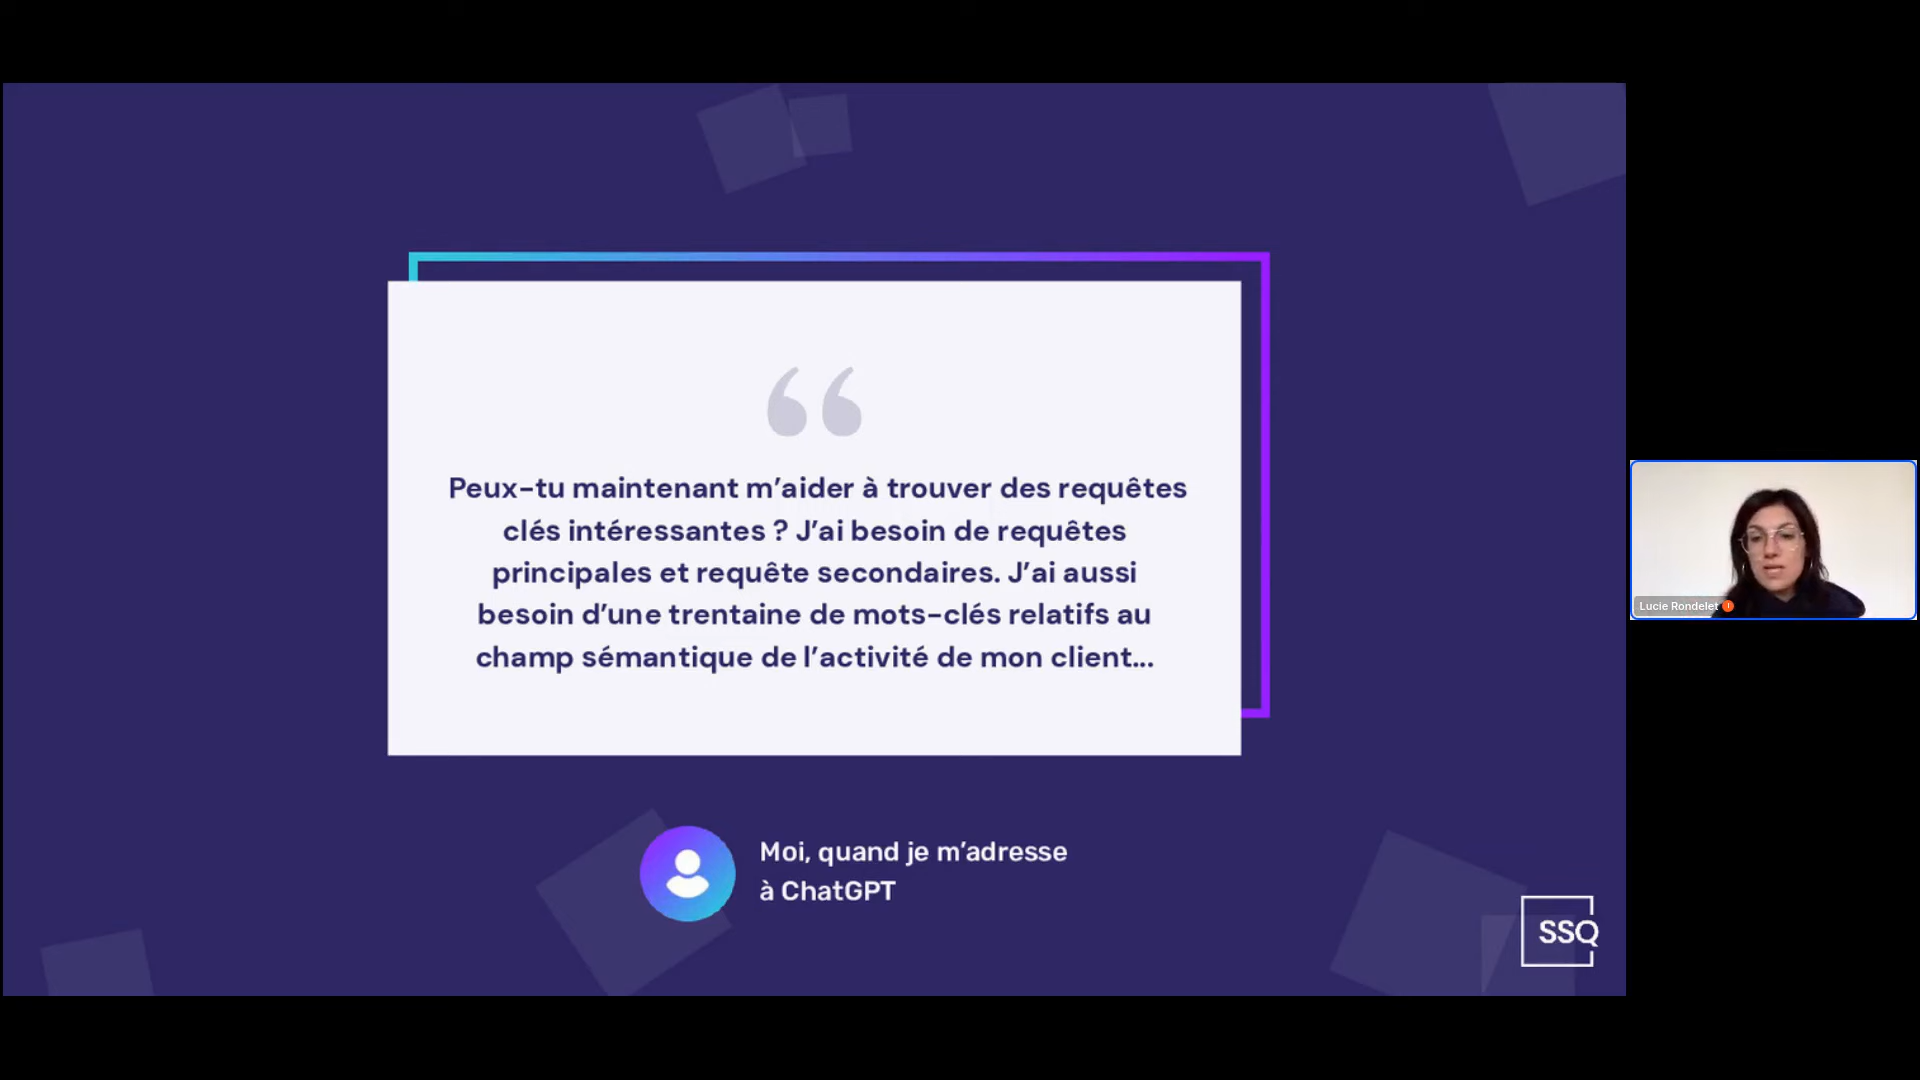 Peux-tu maintenant m’aider à trouver des requêtes
clés intéressantes ? J’ai besoin de requêtes
principales et requête secondaires. J’ai aussi
besoin d’une trentaine de mots-clés relatifs au
champ sémantique de l’activité de mon client...
Moi, quand je m’adresse
à ChatGPT
SSQ
Lucie Rondelet